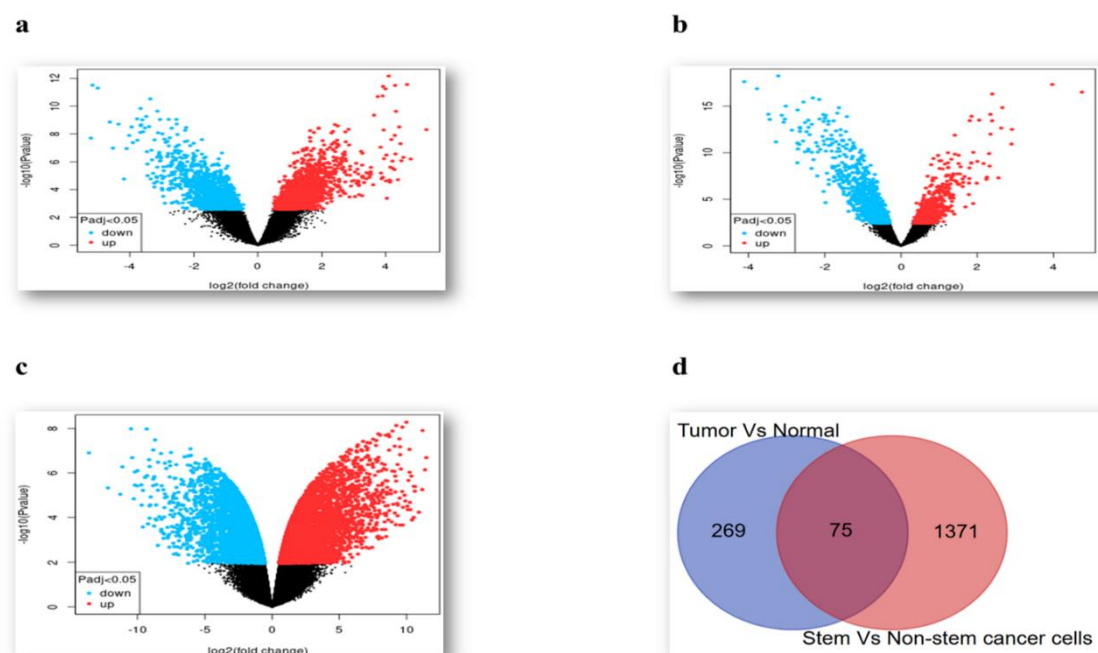 a
12
10
8
6
4
2
0
-log10(Pvalue)
Padj<0.05
down
up
-4 -2 0 2 4
log2(fold change)
b
15
10
5
0
-log10(Pvalue)
Padj<0.05
down
up
-4 -2 0 2 4
log2(fold change)
c
8
6
4
2
0
-log10(Pvalue)
Padj<0.05
down
up
-10 -5 0 5 10
log2(fold change)
d
Tumor Vs Normal
269 75 1371
Stem Vs Non-stem cancer cells